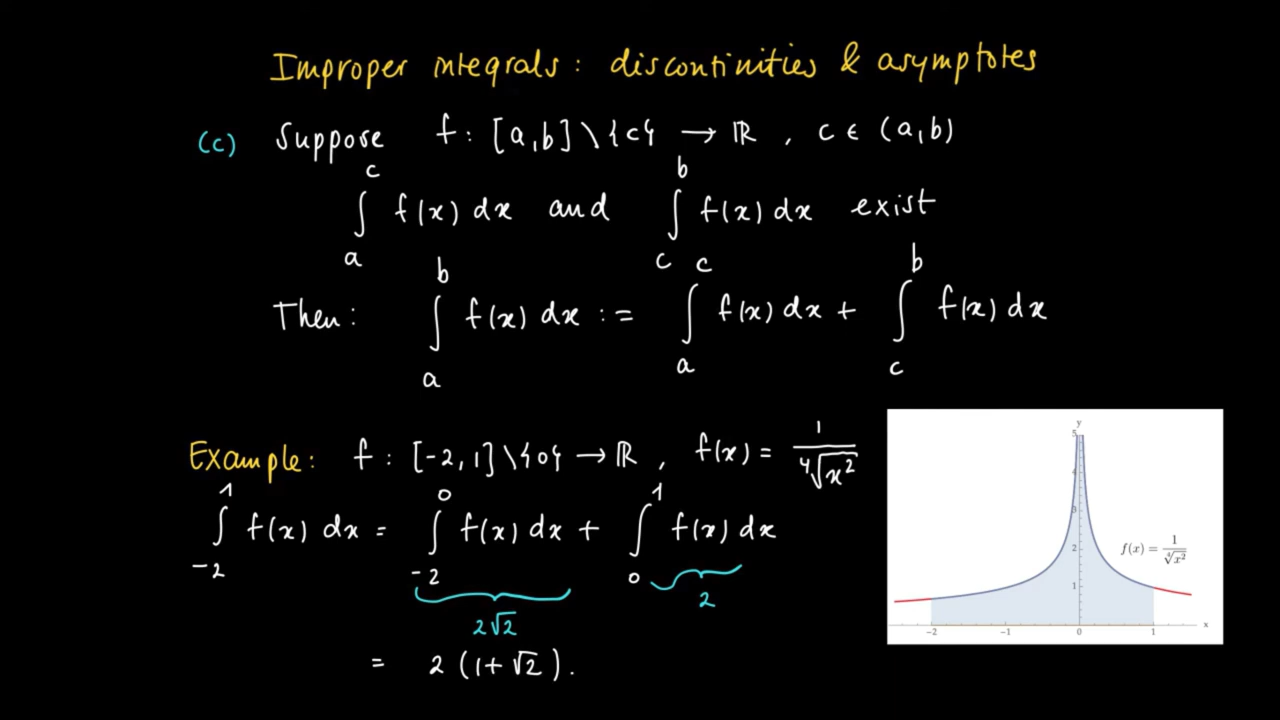 Improper integrals: discontinities & asymptotes
(c) Suppose f: [a,b] \ {c} → ℝ , c ∈ (a,b)
∫_a^c f(x) dx and ∫_c^b f(x) dx exist
Then: ∫_a^b f(x) dx := ∫_a^c f(x) dx + ∫_c^b f(x) dx
Example: f: [-2,1] \ {0} → ℝ , f(x) = 1/∜(x²)
∫_{-2}^1 f(x) dx = ∫_{-2}^0 f(x) dx + ∫_0^1 f(x) dx
2√2 2
= 2 (1+√2).
y
5
4
3
2
1
f(x) = 1/∜(x²)
-2 -1 0 1 x